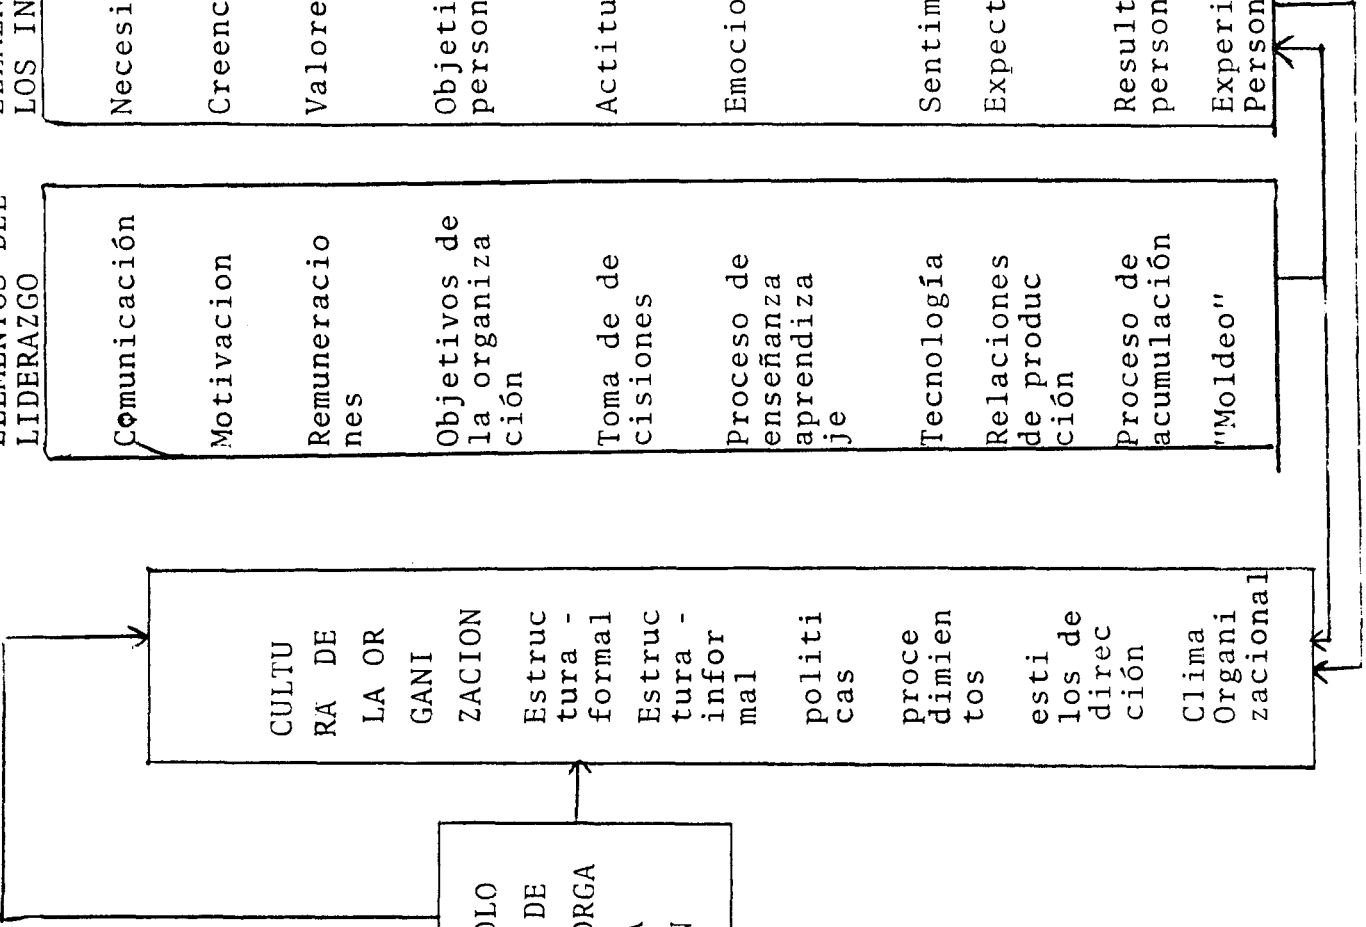 OLO
DE
ORGA
A
N
CULTU
RA DE
LA OR
GANI
ZACION
Estruc
tura -
formal
Estruc
tura -
infor
mal
politi
cas
proce
dimien
tos
esti
los de
direc
ción
Clima
Organi
zacional
LIDERAZGO
Comunicación
Motivacion
Remuneracio
nes
Objetivos de
la organiza
ción
Toma de de
cisiones
Proceso de
enseñanza
aprendiza
je
Tecnología
Relaciones
de produc
ción
Proceso de
acumulación
"Moldeo"
LOS IN
Necesi
Creenc
Valore
Objeti
person
Actitu
Emocio
Sentim
Expect
Result
person
Experi
Person